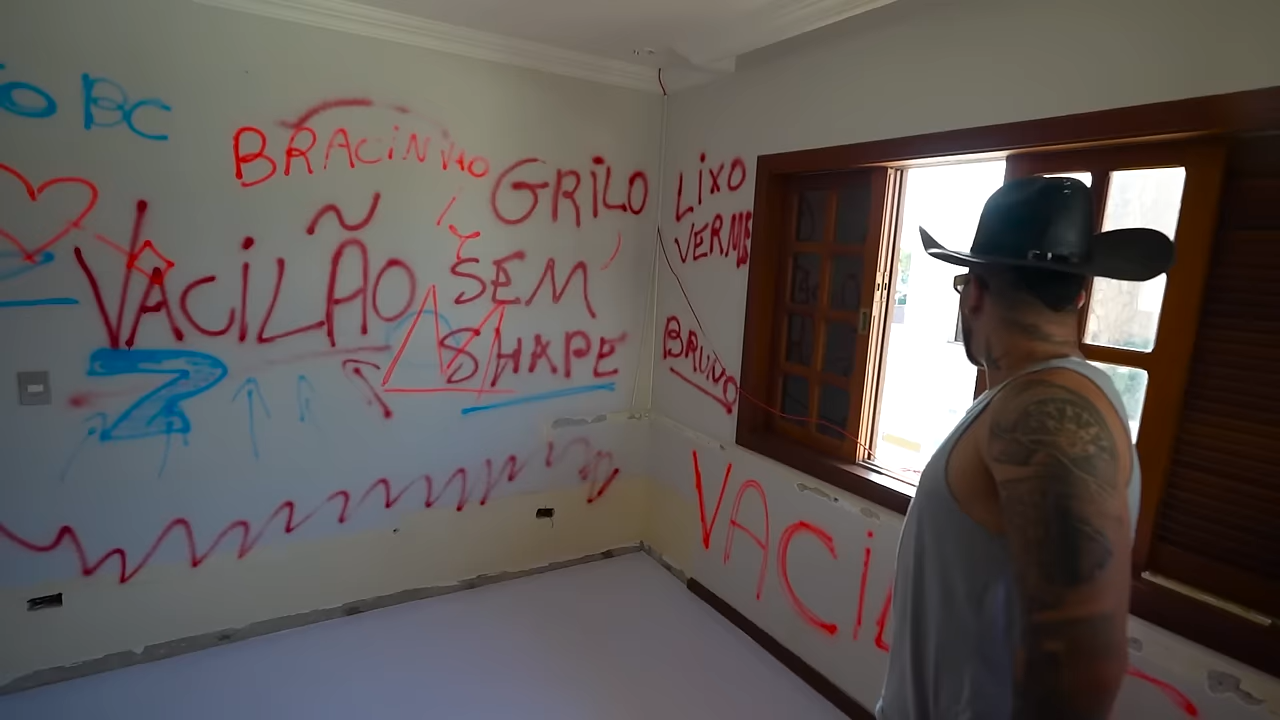 BC
BRACINHO
GRILO
VACILÃO
SEM
SHAPE
LIXO
VERME
BRUNO
VACIL